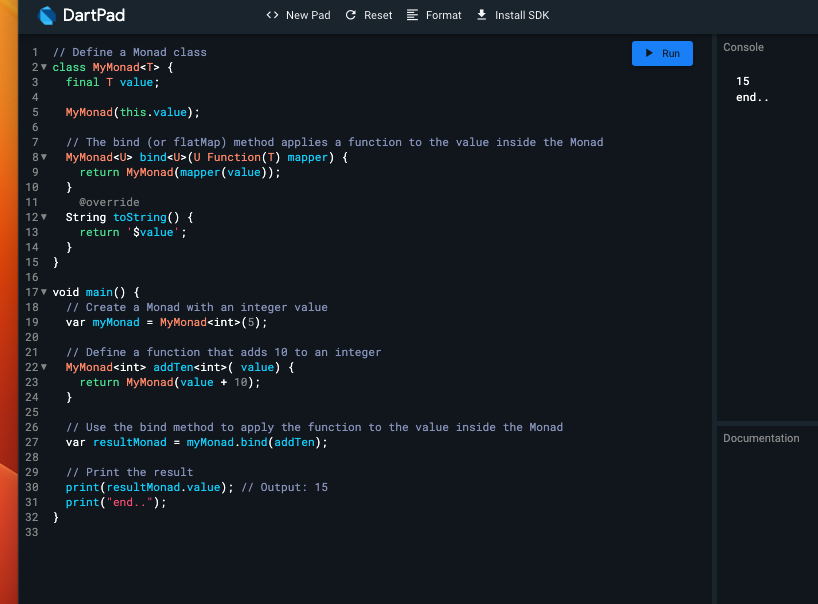 DartPad
New Pad
Reset
Format
Install SDK
Run
1 // Define a Monad class
2 class MyMonad<T> {
3 final T value;
4
5 MyMonad(this.value);
6
7 // The bind (or flatMap) method applies a function to the value inside the Monad
8 MyMonad<U> bind<U>(U Function(T) mapper) {
9 return MyMonad(mapper(value));
10 }
11 @override
12 String toString() {
13 return '$value';
14 }
15 }
16
17 void main() {
18 // Create a Monad with an integer value
19 var myMonad = MyMonad<int>(5);
20
21 // Define a function that adds 10 to an integer
22 MyMonad<int> addTen<int>( value) {
23 return MyMonad(value + 10);
24 }
25
26 // Use the bind method to apply the function to the value inside the Monad
27 var resultMonad = myMonad.bind(addTen);
28
29 // Print the result
30 print(resultMonad.value); // Output: 15
31 print("end..");
32 }
33
Console
15
end..
Documentation